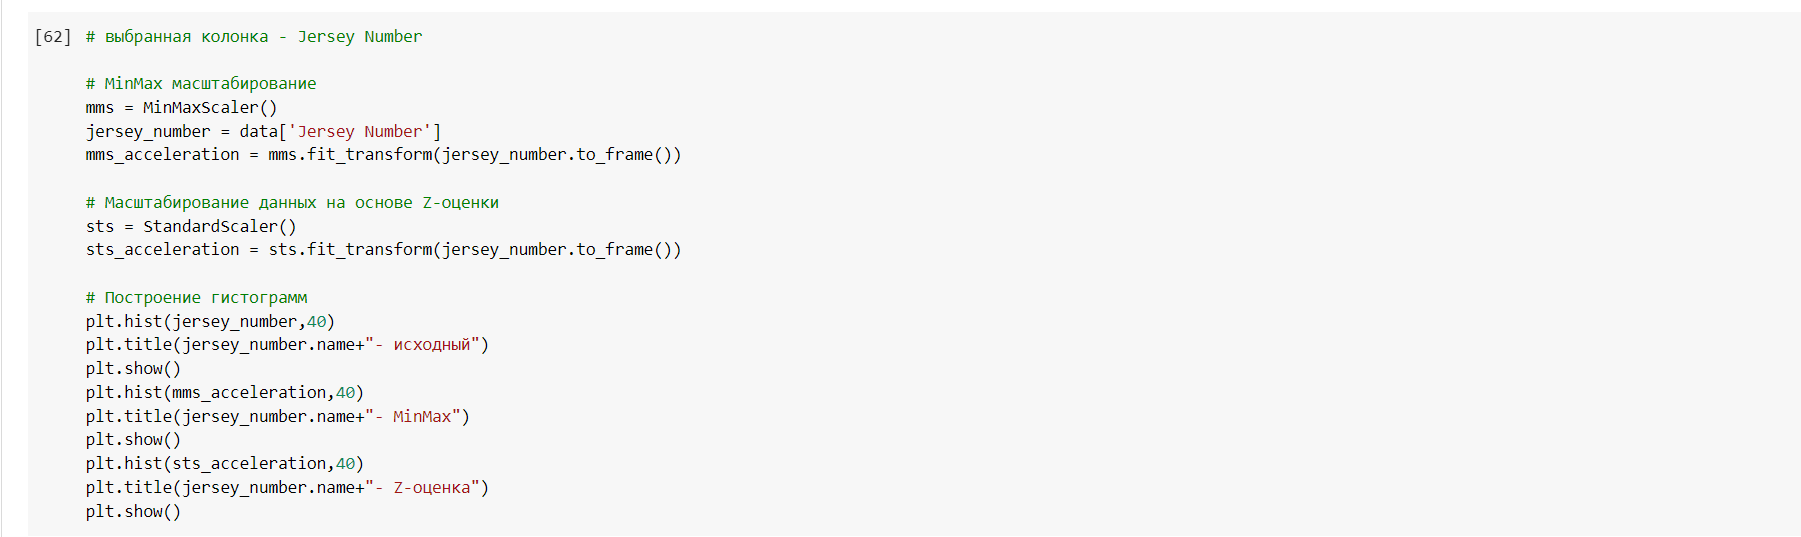 [62] # выбранная колонка - Jersey Number
# MinMax масштабирование
mms = MinMaxScaler()
jersey_number = data['Jersey Number']
mms_acceleration = mms.fit_transform(jersey_number.to_frame())
# Масштабирование данных на основе Z-оценки
sts = StandardScaler()
sts_acceleration = sts.fit_transform(jersey_number.to_frame())
# Построение гистограмм
plt.hist(jersey_number,40)
plt.title(jersey_number.name+"- исходный")
plt.show()
plt.hist(mms_acceleration,40)
plt.title(jersey_number.name+"- MinMax")
plt.show()
plt.hist(sts_acceleration,40)
plt.title(jersey_number.name+"- Z-оценка")
plt.show()